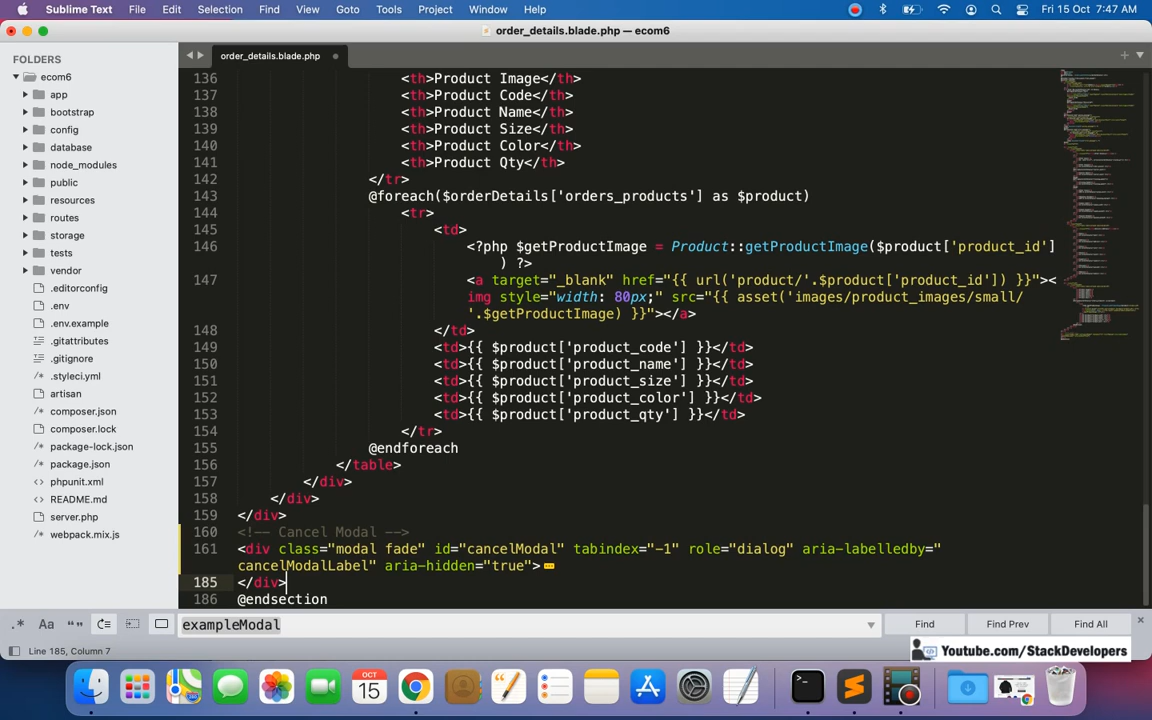 Sublime Text File Edit Selection Find View Goto Tools Project Window Help Fri 15 Oct 7:47 AM
order_details.blade.php — ecom6
FOLDERS
ecom6
app
bootstrap
config
database
node_modules
public
resources
routes
storage
tests
vendor
.editorconfig
.env
.env.example
.gitattributes
.gitignore
.styleci.yml
artisan
composer.json
composer.lock
package-lock.json
package.json
phpunit.xml
README.md
server.php
webpack.mix.js
order_details.blade.php
136 <th>Product Image</th>
137 <th>Product Code</th>
138 <th>Product Name</th>
139 <th>Product Size</th>
140 <th>Product Color</th>
141 <th>Product Qty</th>
142 </tr>
143 @foreach($orderDetails['orders_products'] as $product)
144 <tr>
145 <td>
146 <?php $getProductImage = Product::getProductImage($product['product_id']
) ?>
147 <a target="_blank" href="{{ url('product/'.$product['product_id']) }}"><
img style="width: 80px;" src="{{ asset('images/product_images/small/
'.$getProductImage) }}"></a>
148 </td>
149 <td>{{ $product['product_code'] }}</td>
150 <td>{{ $product['product_name'] }}</td>
151 <td>{{ $product['product_size'] }}</td>
152 <td>{{ $product['product_color'] }}</td>
153 <td>{{ $product['product_qty'] }}</td>
154 </tr>
155 @endforeach
156 </table>
157 </div>
158 </div>
159 </div>
160 <!-- Cancel Modal -->
161 <div class="modal fade" id="cancelModal" tabindex="-1" role="dialog" aria-labelledby="
cancelModalLabel" aria-hidden="true">
185 </div>
186 @endsection
.* Aa “” exampleModal Find Find Prev Find All
Line 185, Column 7
Youtube.com/StackDevelopers
OCT
15